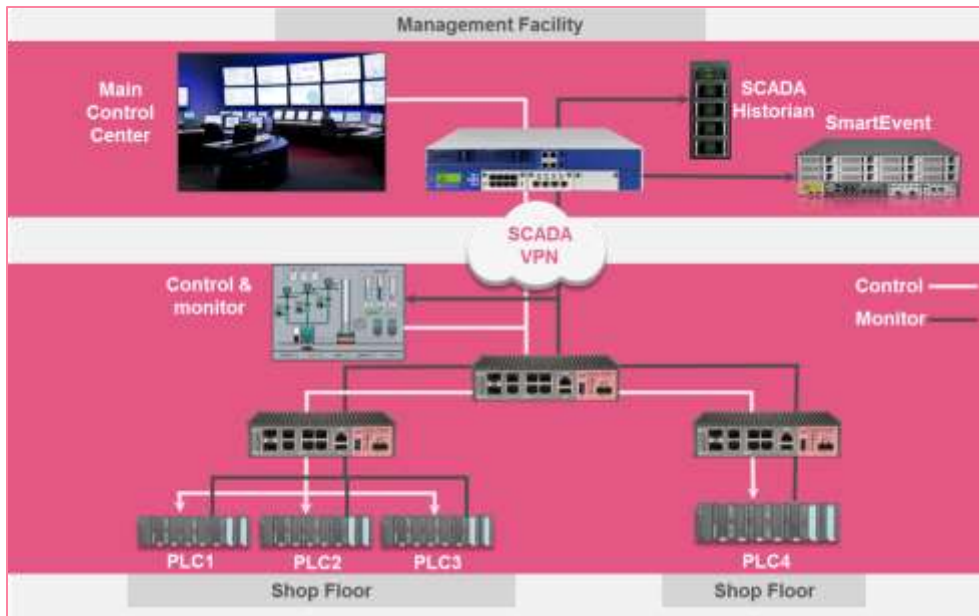 Management Facility
Main
Control
Center
SCADA
Historian
SmartEvent
SCADA
VPN
Control &
monitor
Control
Monitor
PLC1
PLC2
PLC3
PLC4
Shop Floor
Shop Floor